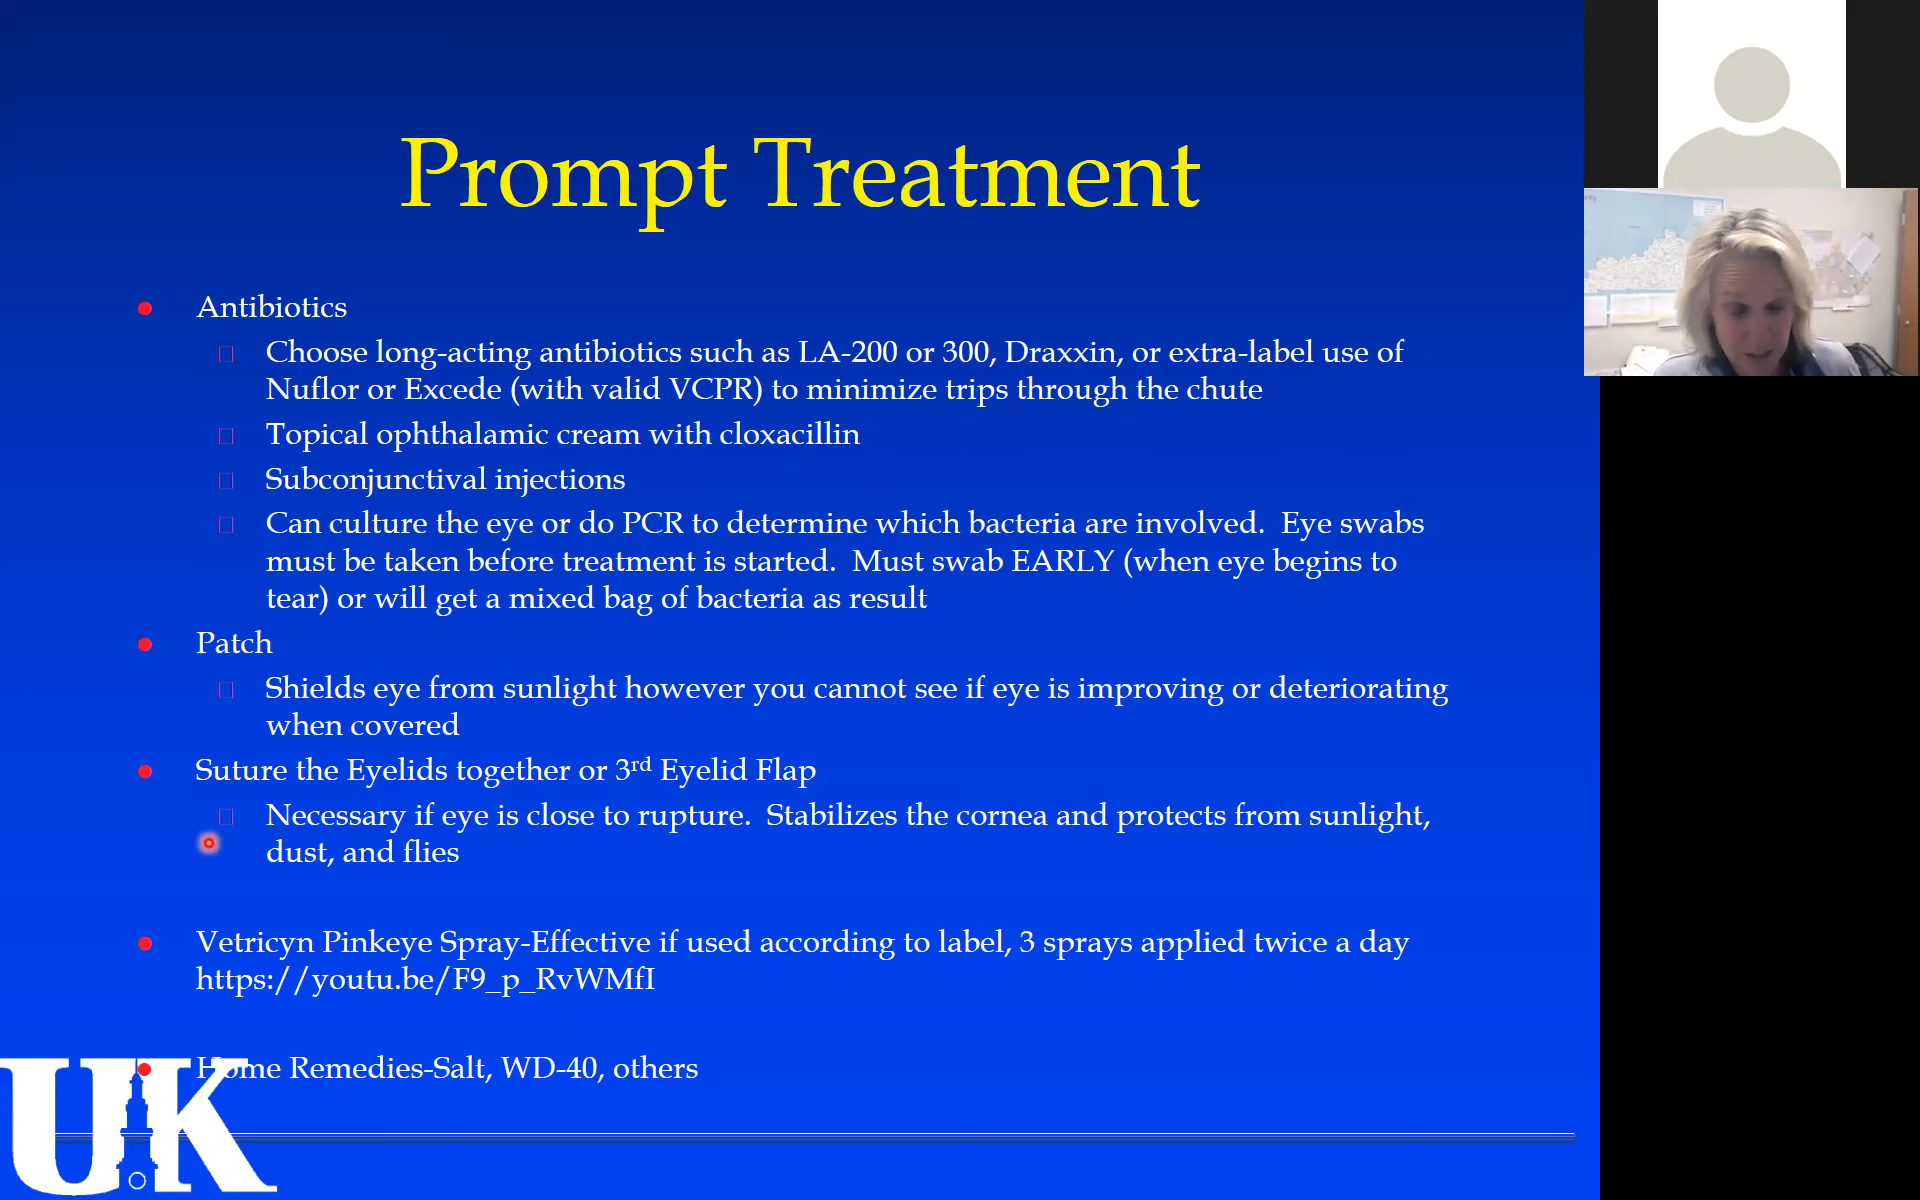 Prompt Treatment
Antibiotics
Choose long-acting antibiotics such as LA-200 or 300, Draxxin, or extra-label use of
Nuflor or Excede (with valid VCPR) to minimize trips through the chute
Topical ophthalamic cream with cloxacillin
Subconjunctival injections
Can culture the eye or do PCR to determine which bacteria are involved.  Eye swabs
must be taken before treatment is started.  Must swab EARLY (when eye begins to
tear) or will get a mixed bag of bacteria as result
Patch
Shields eye from sunlight however you cannot see if eye is improving or deteriorating
when covered
Suture the Eyelids together or 3rd Eyelid Flap
Necessary if eye is close to rupture.  Stabilizes the cornea and protects from sunlight,
dust, and flies
Vetricyn Pinkeye Spray-Effective if used according to label, 3 sprays applied twice a day
https://youtu.be/F9_p_RvWMfI
Home Remedies-Salt, WD-40, others
UK